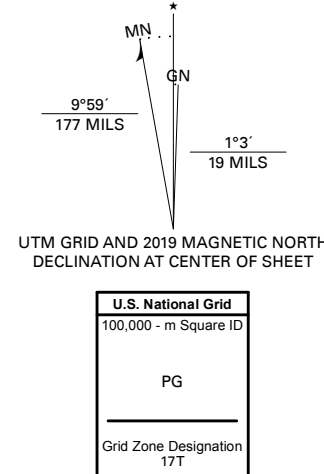 ★
MN
GN
9°59´
177 MILS
1°3´
19 MILS
UTM GRID AND 2019 MAGNETIC NORTH
DECLINATION AT CENTER OF SHEET
U.S. National Grid
100,000 - m Square ID
PG
Grid Zone Designation
17T